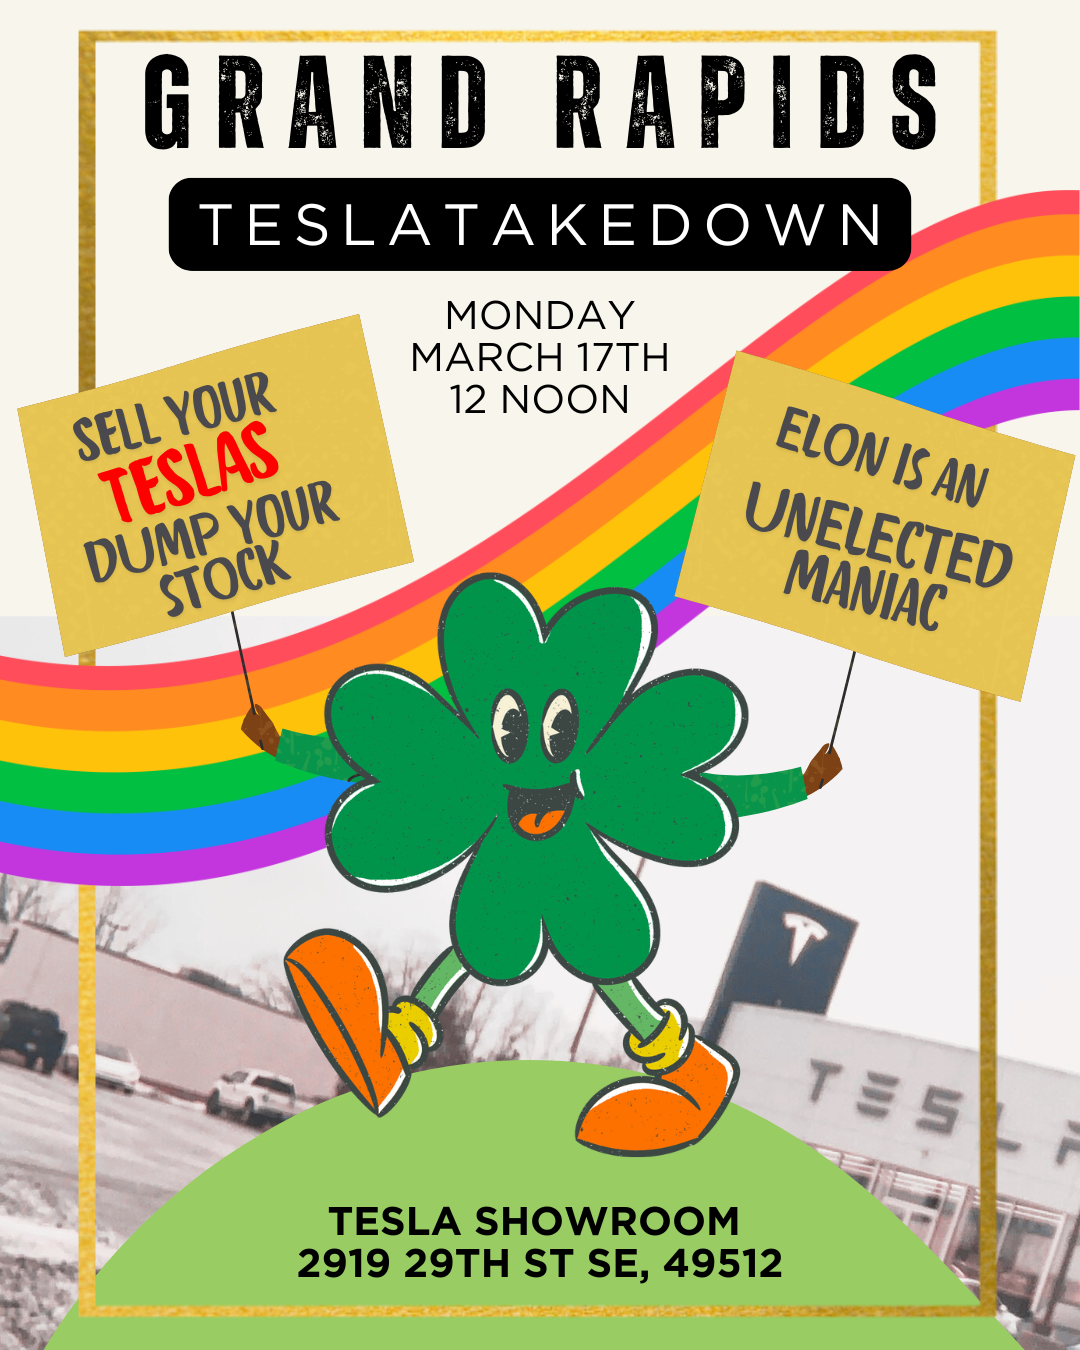 GRAND RAPIDS
TESLATAKEDOWN
MONDAY
MARCH 17TH
12 NOON
SELL YOUR
TESLAS
DUMP YOUR
STOCK
ELON IS AN
UNELECTED
MANIAC
TESLA
TESLA SHOWROOM
2919 29TH ST SE, 49512